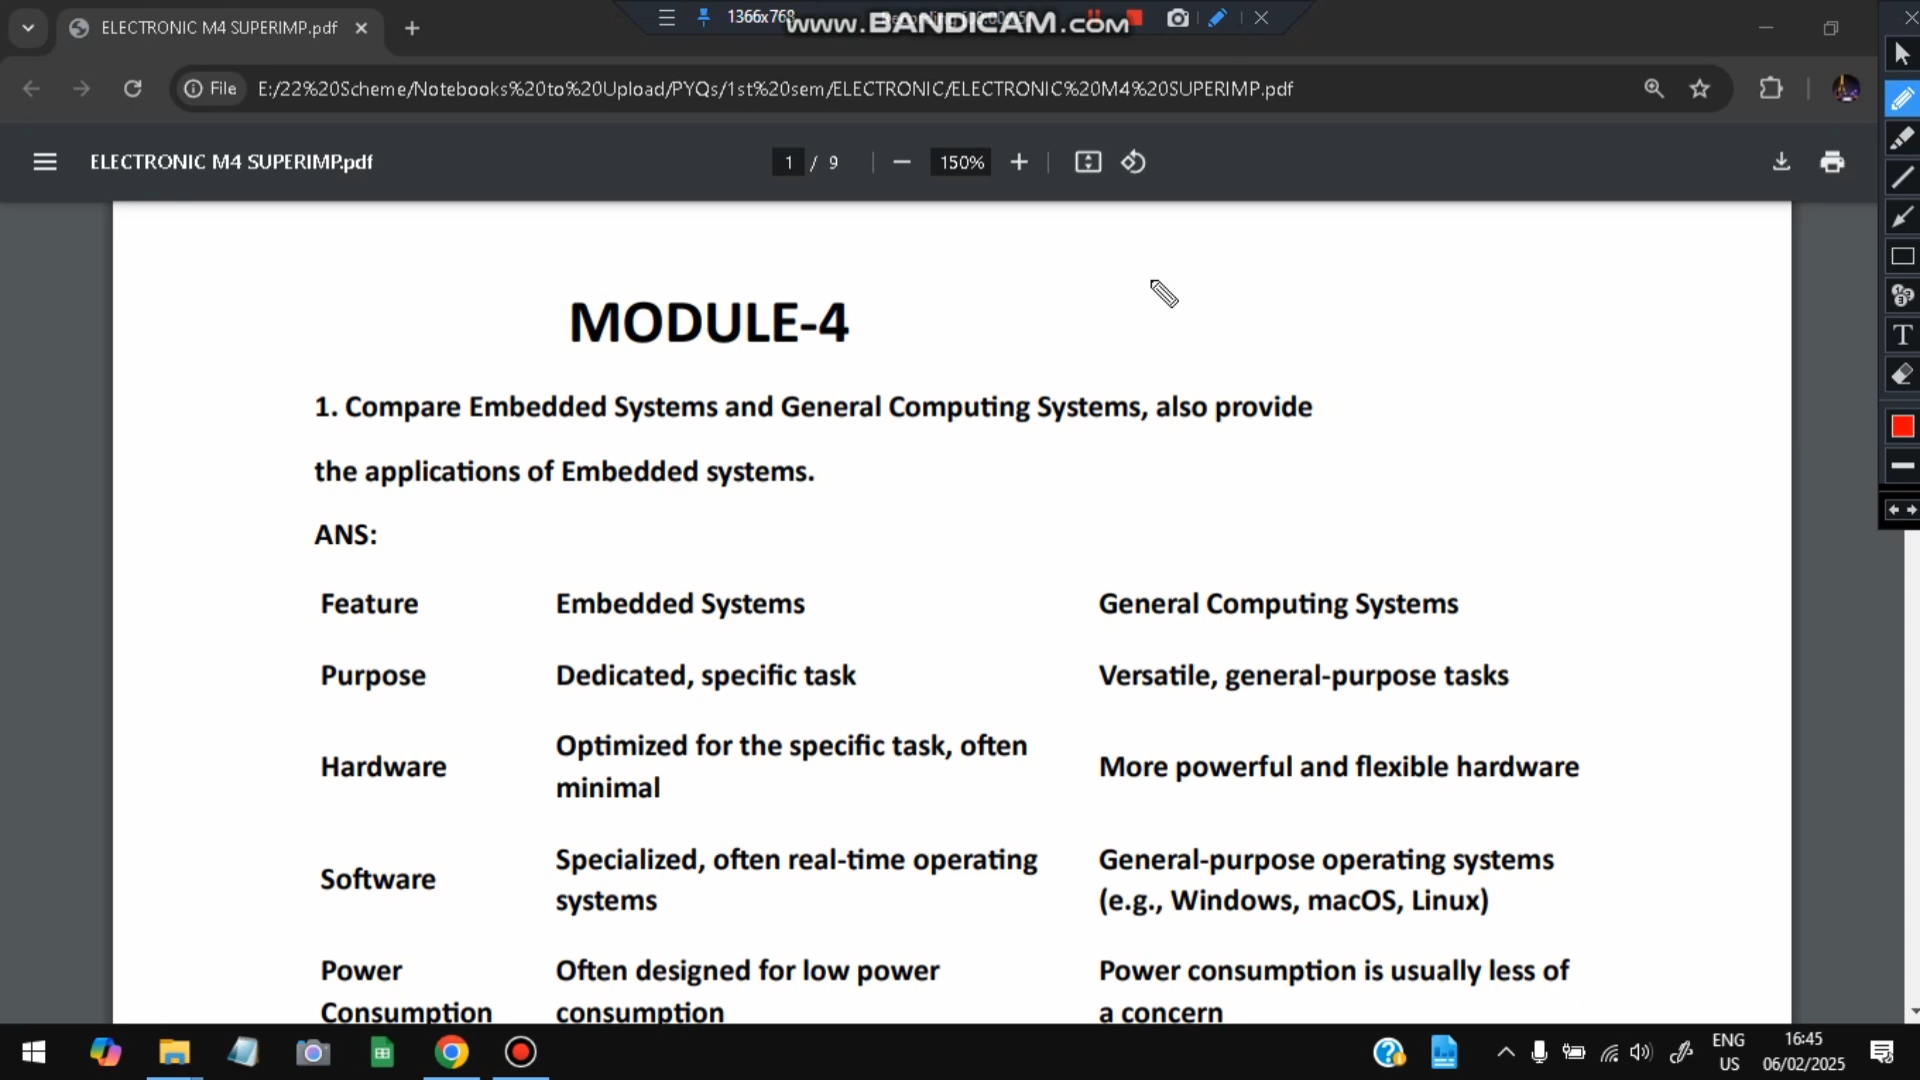 ELECTRONIC M4 SUPERIMP.pdf
1366x768
www.BANDICAM.com
File
E:/22%20Scheme/Notebooks%20to%20Upload/PYQs/1st%20sem/ELECTRONIC/ELECTRONIC%20M4%20SUPERIMP.pdf
ELECTRONIC M4 SUPERIMP.pdf
1 / 9
150%
MODULE-4
1. Compare Embedded Systems and General Computing Systems, also provide
the applications of Embedded systems.
ANS:
Feature Embedded Systems General Computing Systems
Purpose Dedicated, specific task Versatile, general-purpose tasks
Hardware Optimized for the specific task, often minimal More powerful and flexible hardware
Software Specialized, often real-time operating systems General-purpose operating systems (e.g., Windows, macOS, Linux)
Power Consumption Often designed for low power consumption Power consumption is usually less of a concern
T
ENG
US
16:45
06/02/2025